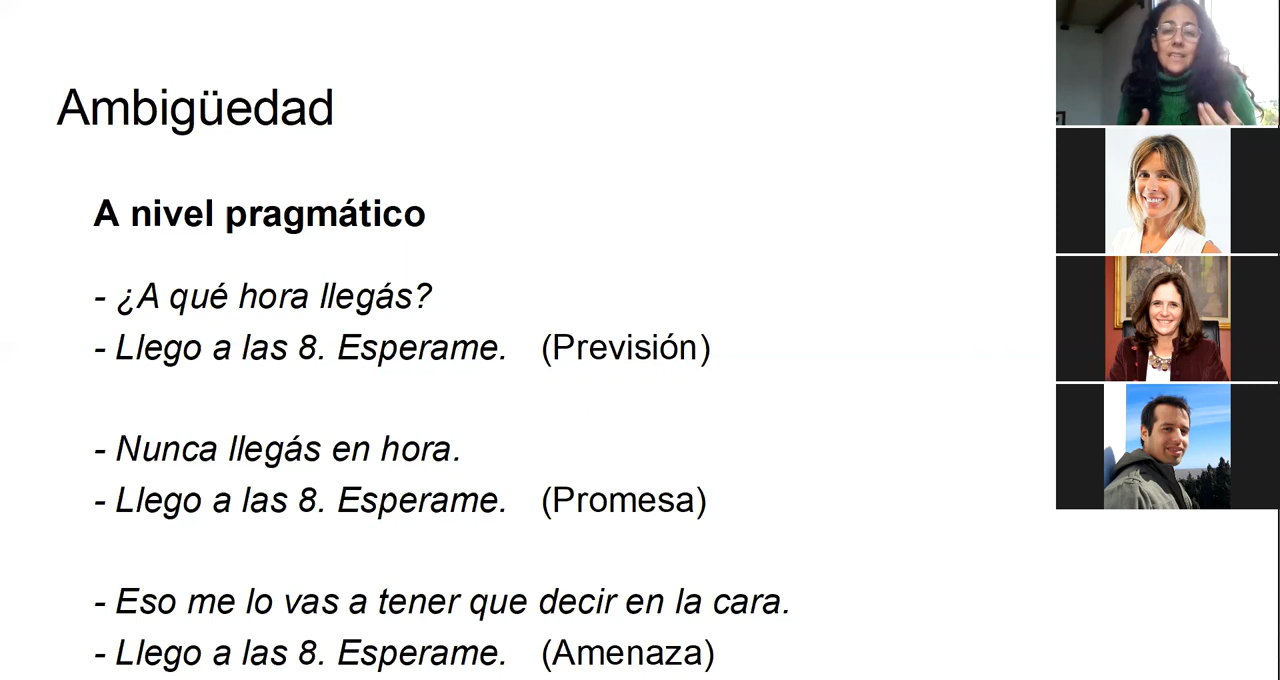 Ambigüedad
A nivel pragmático
- ¿A qué hora llegás?
- Llego a las 8. Esperame. (Previsión)
- Nunca llegás en hora.
- Llego a las 8. Esperame. (Promesa)
- Eso me lo vas a tener que decir en la cara.
- Llego a las 8. Esperame. (Amenaza)